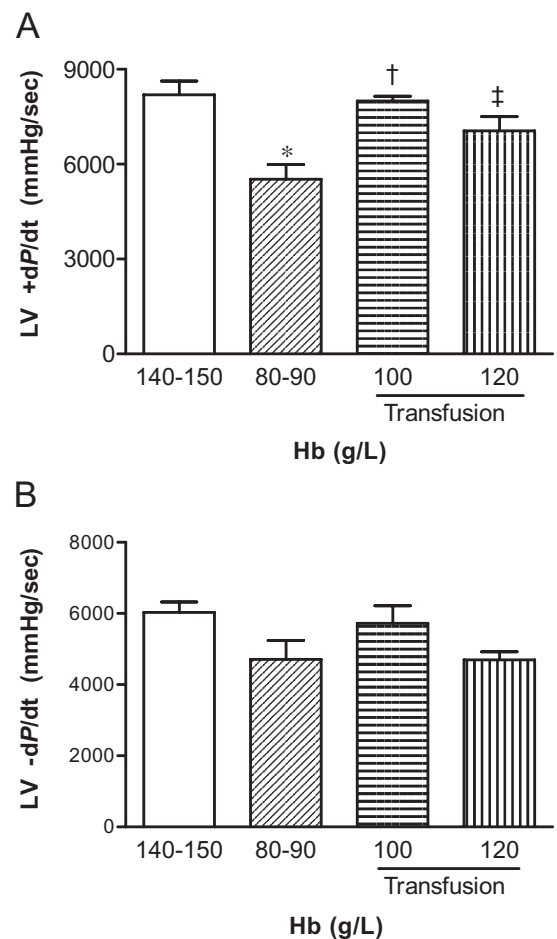 A
LV +dP/dt (mmHg/sec)
9000
6000
3000
0
*
†
‡
140-150 80-90 100 120
Transfusion
Hb (g/L)
B
LV -dP/dt (mmHg/sec)
8000
6000
4000
2000
0
140-150 80-90 100 120
Transfusion
Hb (g/L)